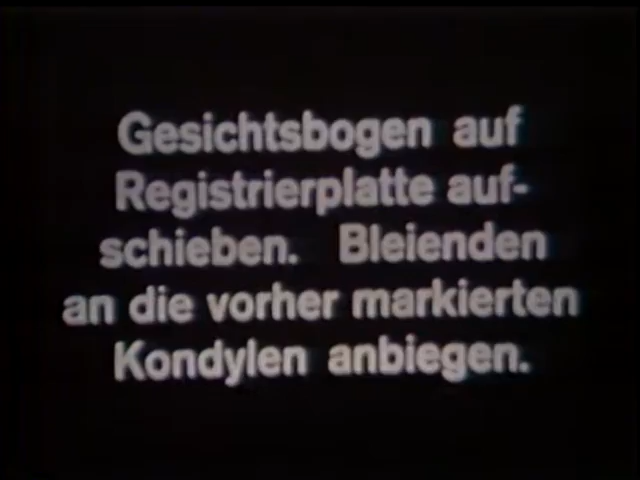 Gesichtsbogen auf
Registrierplatte auf-
schieben. Bleienden
an die vorher markierten
Kondylen anbiegen.